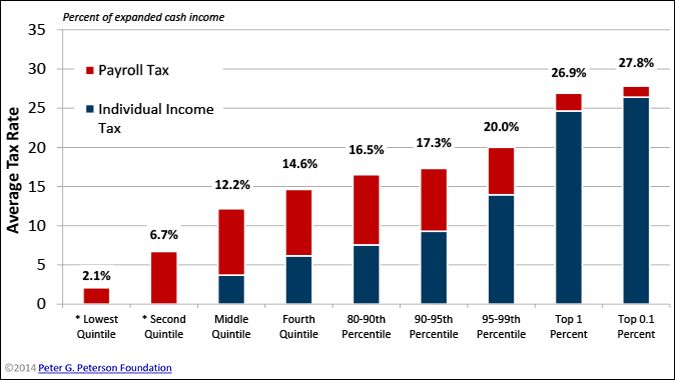 Percent of expanded cash income
35
30
25
20
15
10
5
0
Average Tax Rate
Payroll Tax
Individual Income
Tax
2.1%
6.7%
12.2%
14.6%
16.5%
17.3%
20.0%
26.9%
27.8%
* Lowest
Quintile
* Second
Quintile
Middle
Quintile
Fourth
Quintile
80-90th
Percentile
90-95th
Percentile
95-99th
Percentile
Top 1
Percent
Top 0.1
Percent
©2014 Peter G. Peterson Foundation